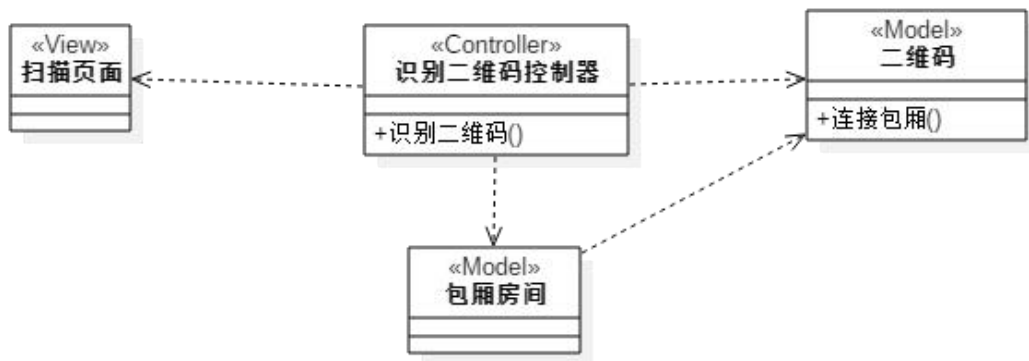 «View»
扫描页面
«Controller»
识别二维码控制器
+识别二维码()
«Model»
二维码
+连接包厢()
«Model»
包厢房间